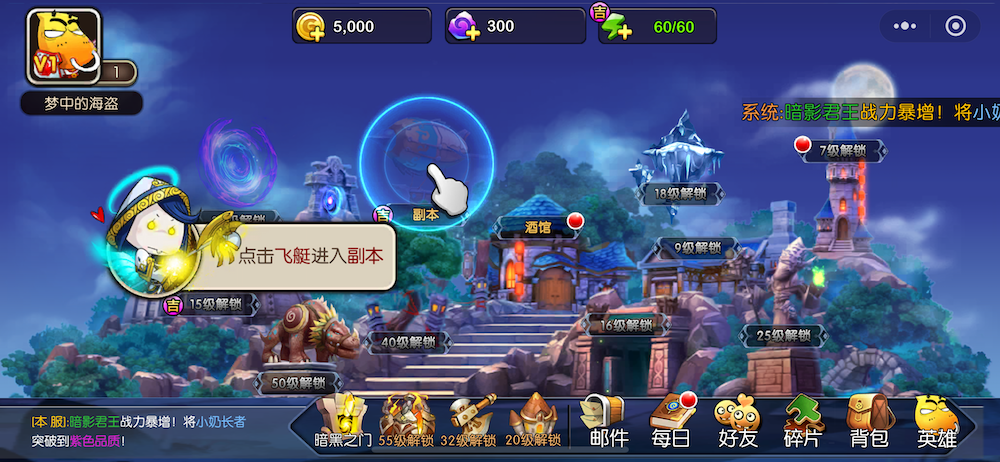 5,000
300
吉
60/60
V1
1
梦中的海盗
系统:暗影君王战力暴增！将小奶
7级解锁
18级解锁
吉 副本
酒馆
9级解锁
点击飞艇进入副本
吉 15级解锁
16级解锁
25级解锁
40级解锁
50级解锁
[本 服]:暗影君王战力暴增！将小奶长者
突破到紫色品质！
暗黑之门
55级解锁
32级解锁
20级解锁
邮件
每日
好友
碎片
背包
英雄